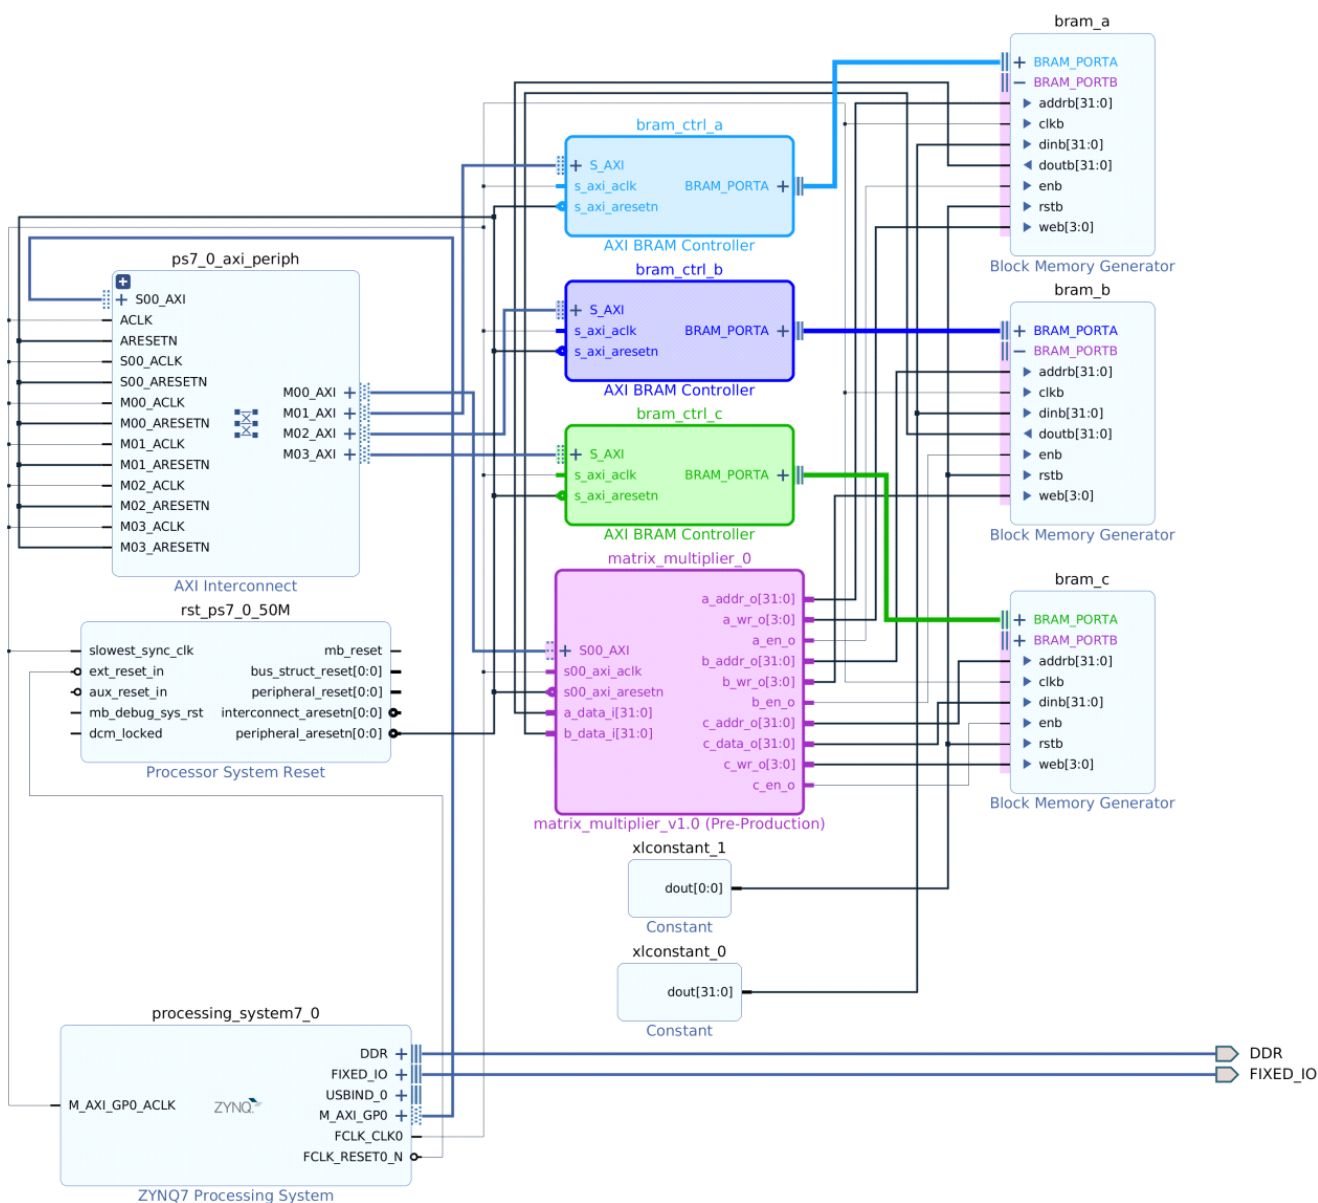 bram_a
BRAM_PORTA
BRAM_PORTB
addrb[31:0]
clkb
dinb[31:0]
doutb[31:0]
enb
rstb
web[3:0]
Block Memory Generator
bram_ctrl_a
S_AXI
s_axi_aclk
s_axi_aresetn
BRAM_PORTA
AXI BRAM Controller
bram_ctrl_b
S_AXI
s_axi_aclk
s_axi_aresetn
BRAM_PORTA
AXI BRAM Controller
bram_b
BRAM_PORTA
BRAM_PORTB
addrb[31:0]
clkb
dinb[31:0]
doutb[31:0]
enb
rstb
web[3:0]
Block Memory Generator
ps7_0_axi_periph
S00_AXI
ACLK
ARESETN
S00_ACLK
S00_ARESETN
M00_ACLK
M00_ARESETN
M01_ACLK
M01_ARESETN
M02_ACLK
M02_ARESETN
M03_ACLK
M03_ARESETN
M00_AXI
M01_AXI
M02_AXI
M03_AXI
AXI Interconnect
bram_ctrl_c
S_AXI
s_axi_aclk
s_axi_aresetn
BRAM_PORTA
AXI BRAM Controller
matrix_multiplier_0
S00_AXI
s00_axi_aclk
s00_axi_aresetn
a_data_i[31:0]
b_data_i[31:0]
a_addr_o[31:0]
a_wr_o[3:0]
a_en_o
b_addr_o[31:0]
b_wr_o[3:0]
b_en_o
c_addr_o[31:0]
c_data_o[31:0]
c_wr_o[3:0]
c_en_o
matrix_multiplier_v1.0 (Pre-Production)
bram_c
BRAM_PORTA
BRAM_PORTB
addrb[31:0]
clkb
dinb[31:0]
enb
rstb
web[3:0]
Block Memory Generator
rst_ps7_0_50M
slowest_sync_clk
ext_reset_in
aux_reset_in
mb_debug_sys_rst
dcm_locked
mb_reset
bus_struct_reset[0:0]
peripheral_reset[0:0]
interconnect_aresetn[0:0]
peripheral_aresetn[0:0]
Processor System Reset
xlconstant_1
dout[0:0]
Constant
xlconstant_0
dout[31:0]
Constant
processing_system7_0
M_AXI_GP0_ACLK
ZYNQ
DDR
FIXED_IO
USBIND_0
M_AXI_GP0
FCLK_CLK0
FCLK_RESET0_N
ZYNQ7 Processing System
DDR
FIXED_IO